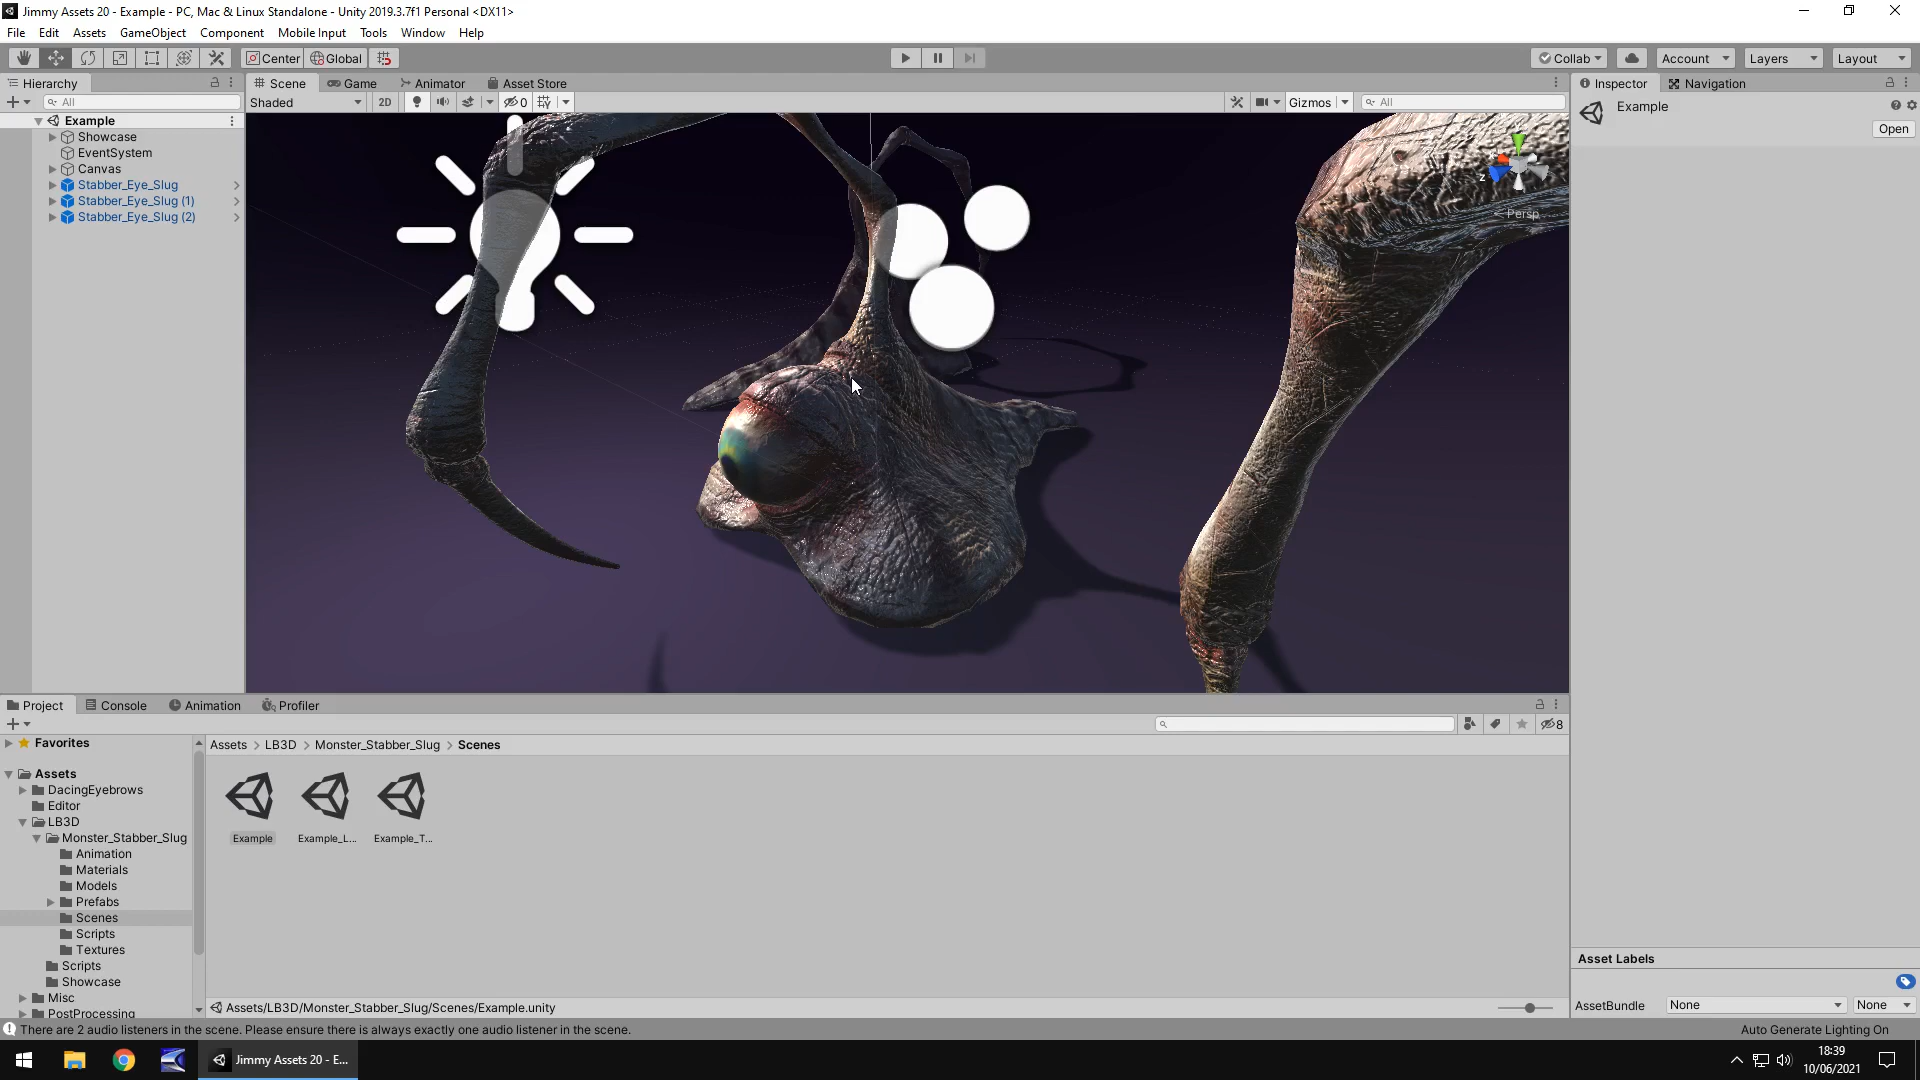 Jimmy Assets 20 - Example - PC, Mac & Linux Standalone - Unity 2019.3.7f1 Personal <DX11>
File Edit Assets GameObject Component Mobile Input Tools Window Help
Center Global Collab Account Layers Layout
Hierarchy Scene Game Animator Asset Store Inspector Navigation
All Shaded 2D 0 Gizmos All
Example
Example
Open
Showcase
EventSystem
Canvas
Stabber_Eye_Slug
Stabber_Eye_Slug (1)
Stabber_Eye_Slug (2)
z
Persp
Project Console Animation Profiler
8
Favorites
Assets > LB3D > Monster_Stabber_Slug > Scenes
Assets
DacingEyebrows
Editor
LB3D
Monster_Stabber_Slug
Animation
Materials
Models
Prefabs
Scenes
Scripts
Textures
Scripts
Showcase
Misc
PostProcessing
Example Example_L... Example_T...
Assets/LB3D/Monster_Stabber_Slug/Scenes/Example.unity
Asset Labels
AssetBundle None None
There are 2 audio listeners in the scene. Please ensure there is always exactly one audio listener in the scene.
Auto Generate Lighting On
Jimmy Assets 20 - E...
18:39
10/06/2021